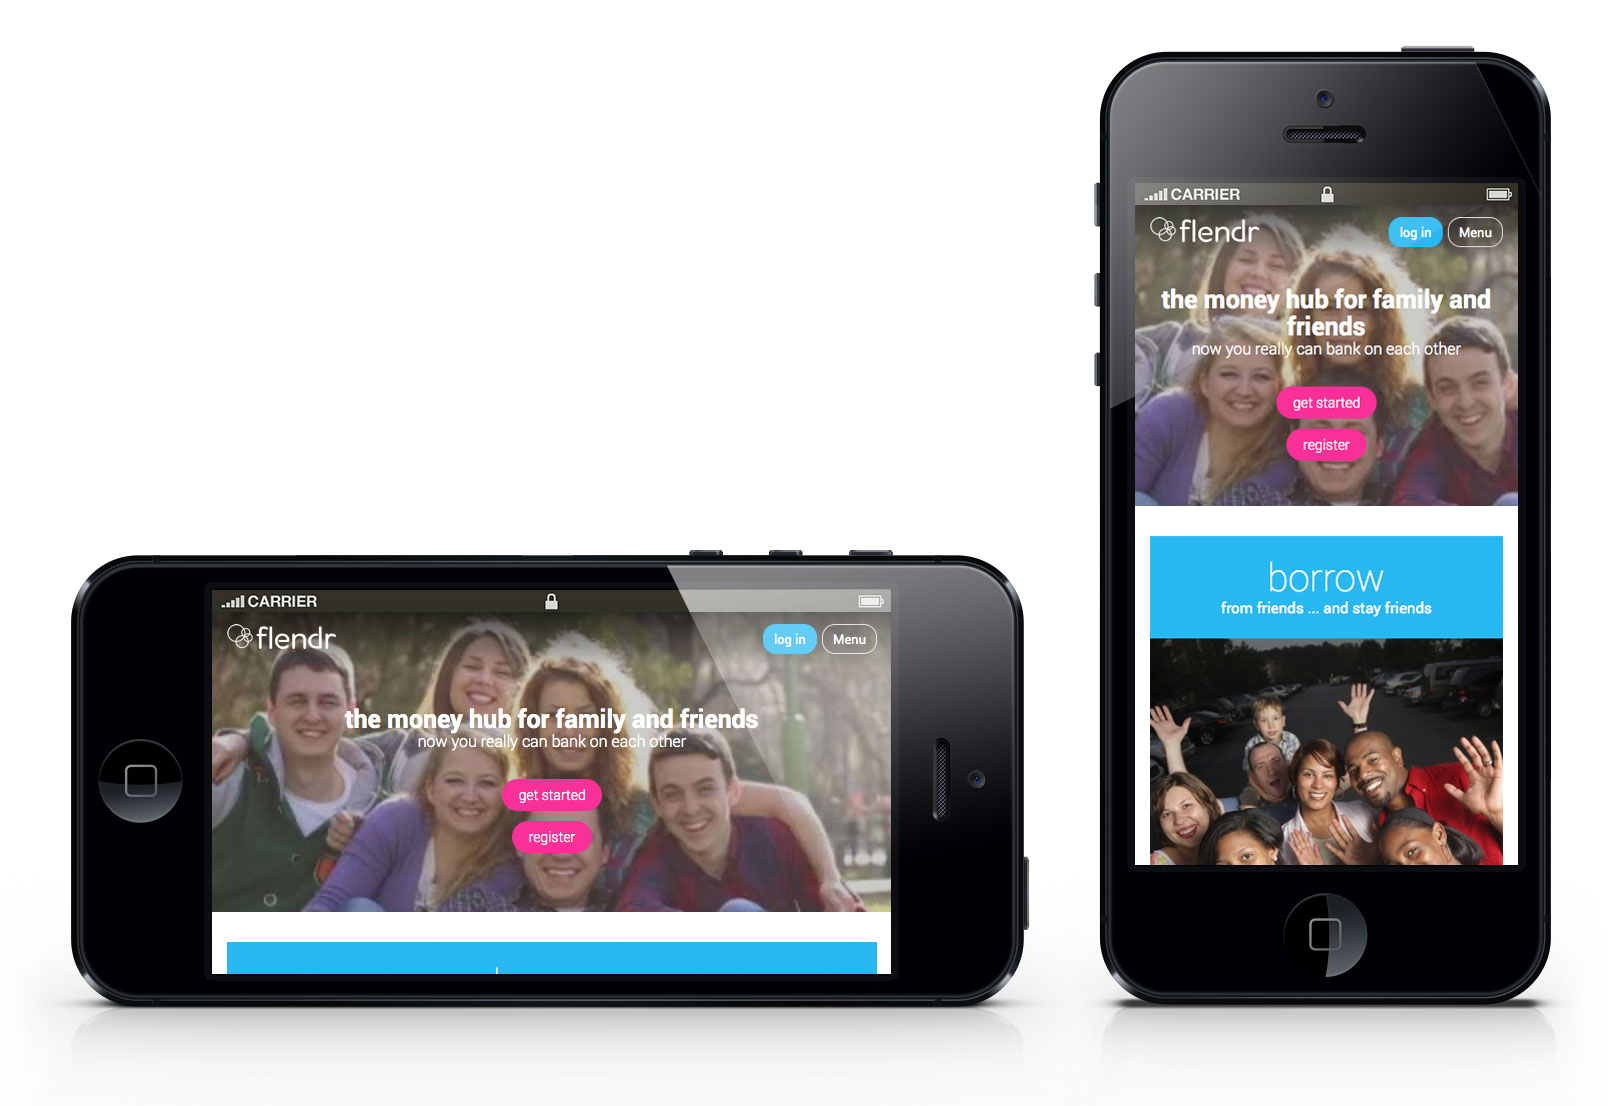 CARRIER
flendr
log in
Menu
the money hub for family and friends
now you really can bank on each other
get started
register
CARRIER
flendr
log in
Menu
the money hub for family and
friends
now you really can bank on each other
get started
register
borrow
from friends ... and stay friends